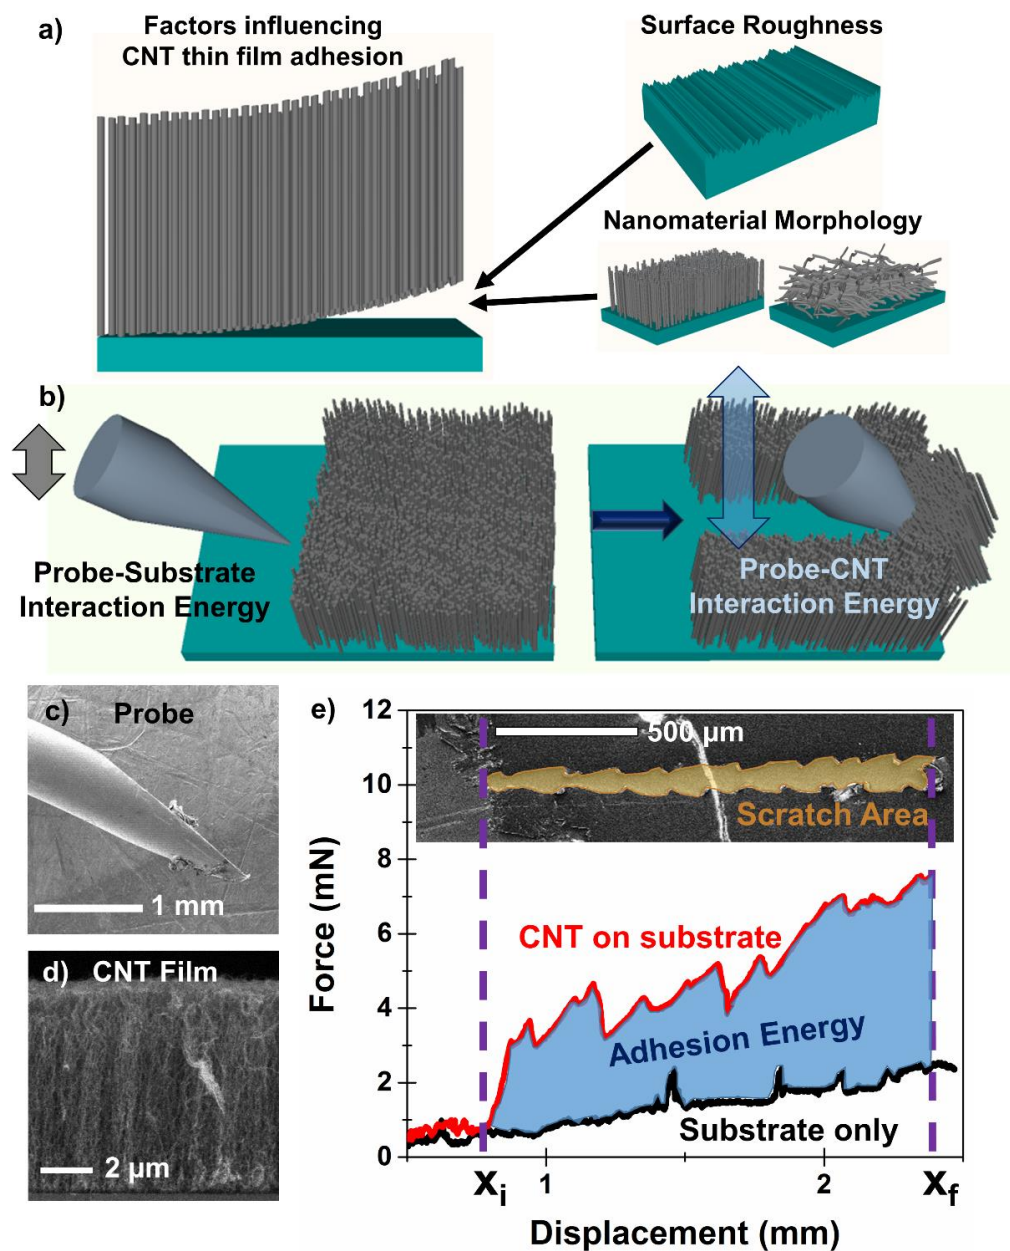 a)
Factors influencing
CNT thin film adhesion
Surface Roughness
Nanomaterial Morphology
b)
Probe-Substrate
Interaction Energy
Probe-CNT
Interaction Energy
c)
Probe
1 mm
d)
CNT Film
2 µm
e)
12
10
8
6
4
2
0
Force (mN)
500 µm
Scratch Area
CNT on substrate
Adhesion Energy
Substrate only
xi
1
2
xf
Displacement (mm)